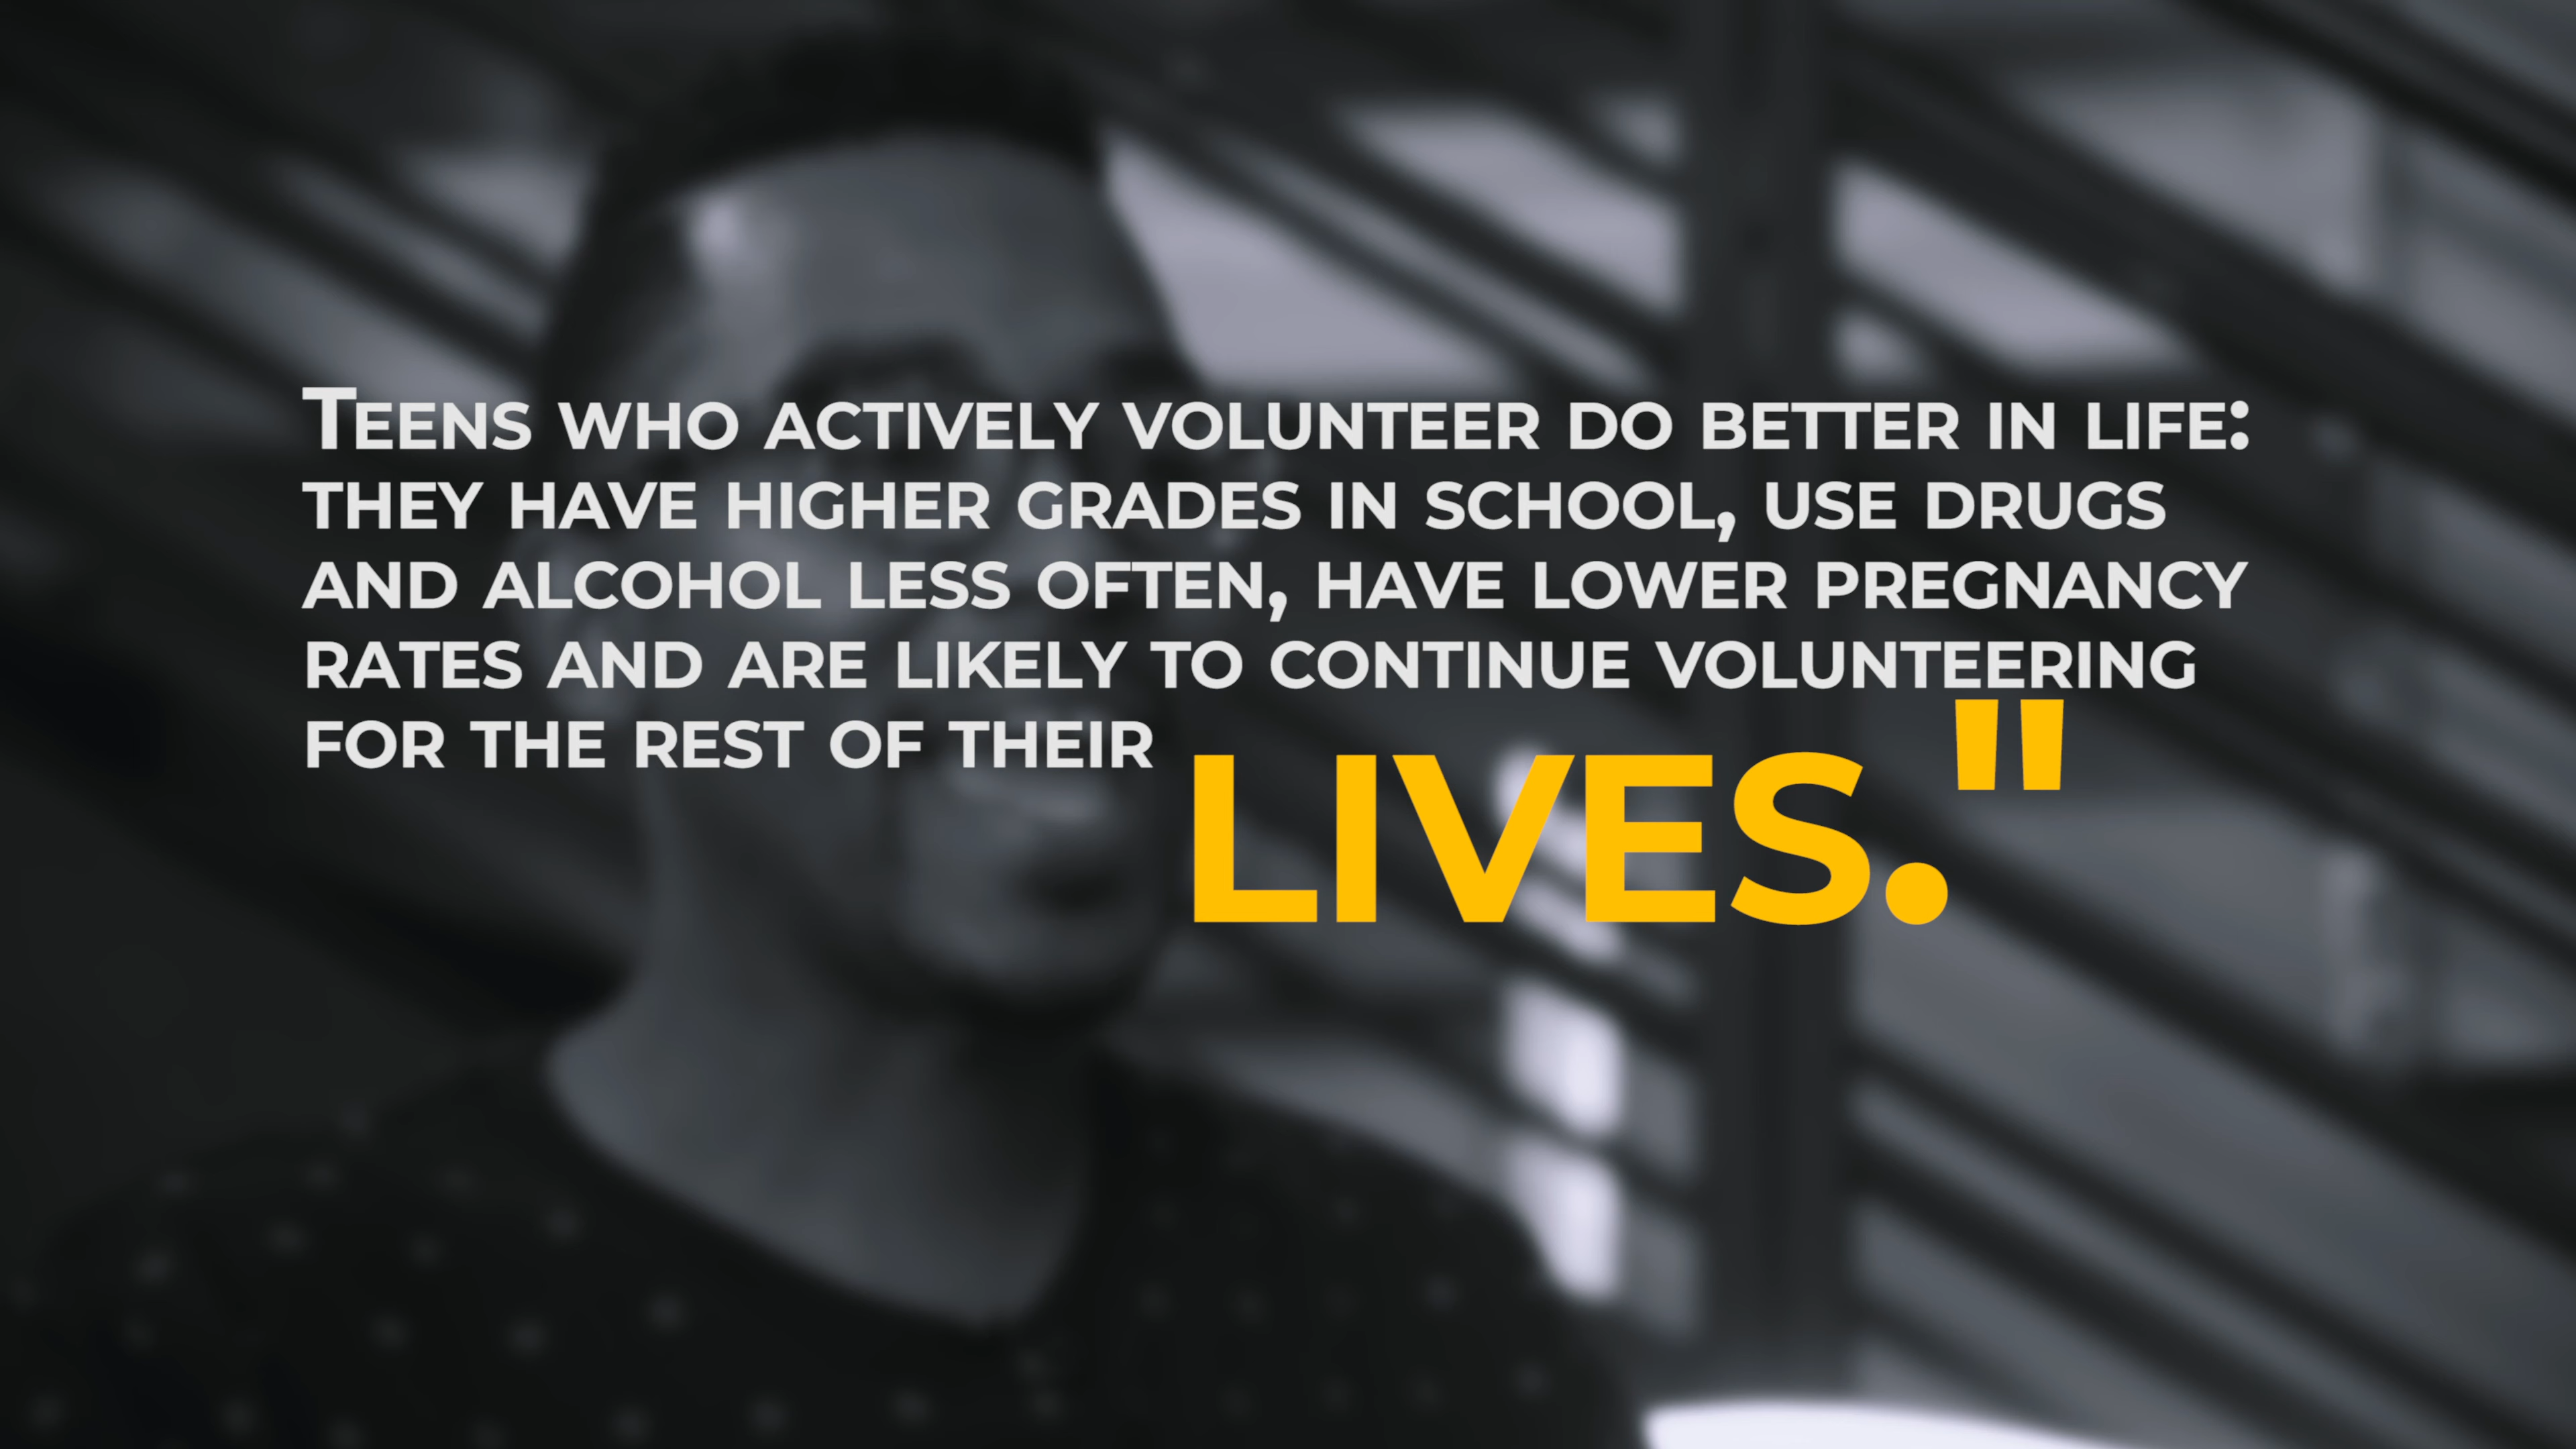 Teens who actively volunteer do better in life:
they have higher grades in school, use drugs
and alcohol less often, have lower pregnancy
rates and are likely to continue volunteering
for the rest of their lives."